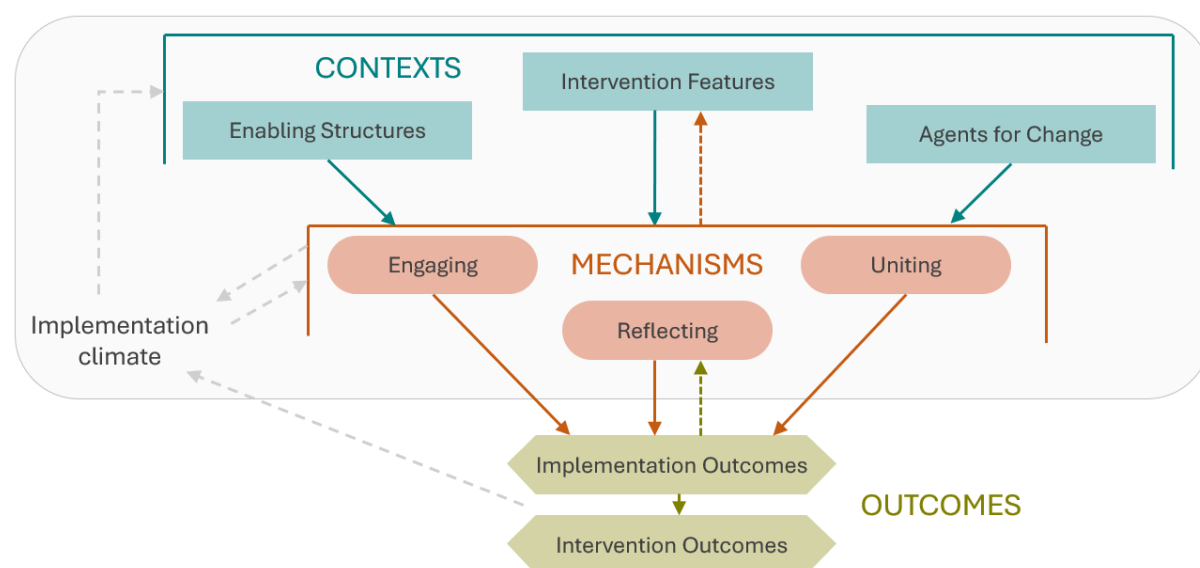 CONTEXTS
Intervention Features
Enabling Structures
Agents for Change
Engaging
MECHANISMS
Uniting
Reflecting
Implementation
climate
Implementation Outcomes
OUTCOMES
Intervention Outcomes